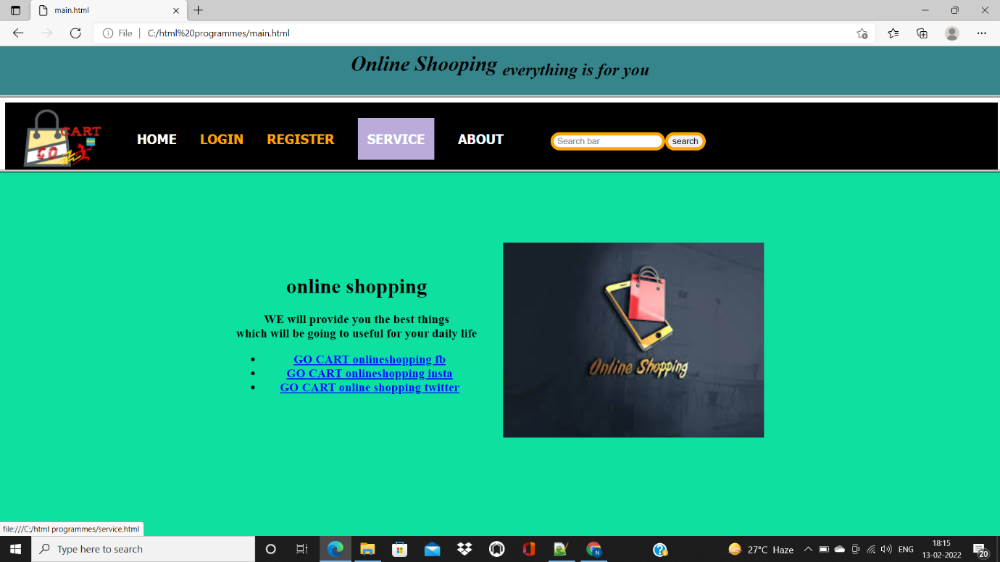 main.html
File | C:/html%20programmes/main.html
Online Shooping everything is for you
CART
GO
HOME LOGIN REGISTER SERVICE ABOUT Search bar search
online shopping
WE will provide you the best things
which will be going to useful for your daily life
• GO CART onlineshopping fb
• GO CART onlineshopping insta
• GO CART online shopping twitter
Online Shopping
file:///C:/html programmes/service.html
Type here to search
N
27°C Haze
ENG
18:15
13-02-2022
20